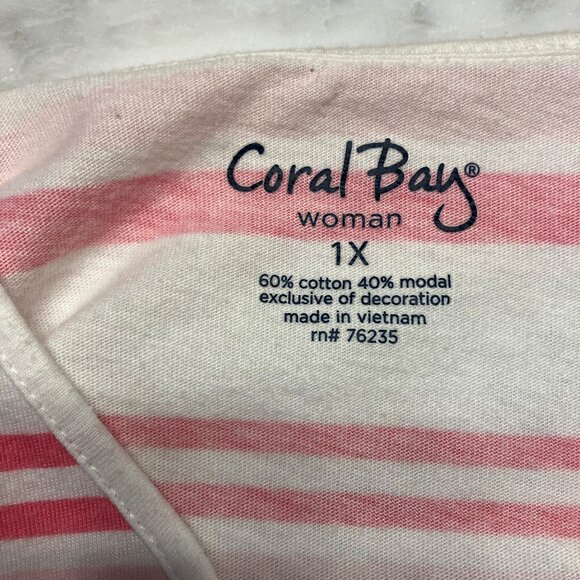 Coral Bay®
woman
1X
60% cotton 40% modal
exclusive of decoration
made in vietnam
rn# 76235